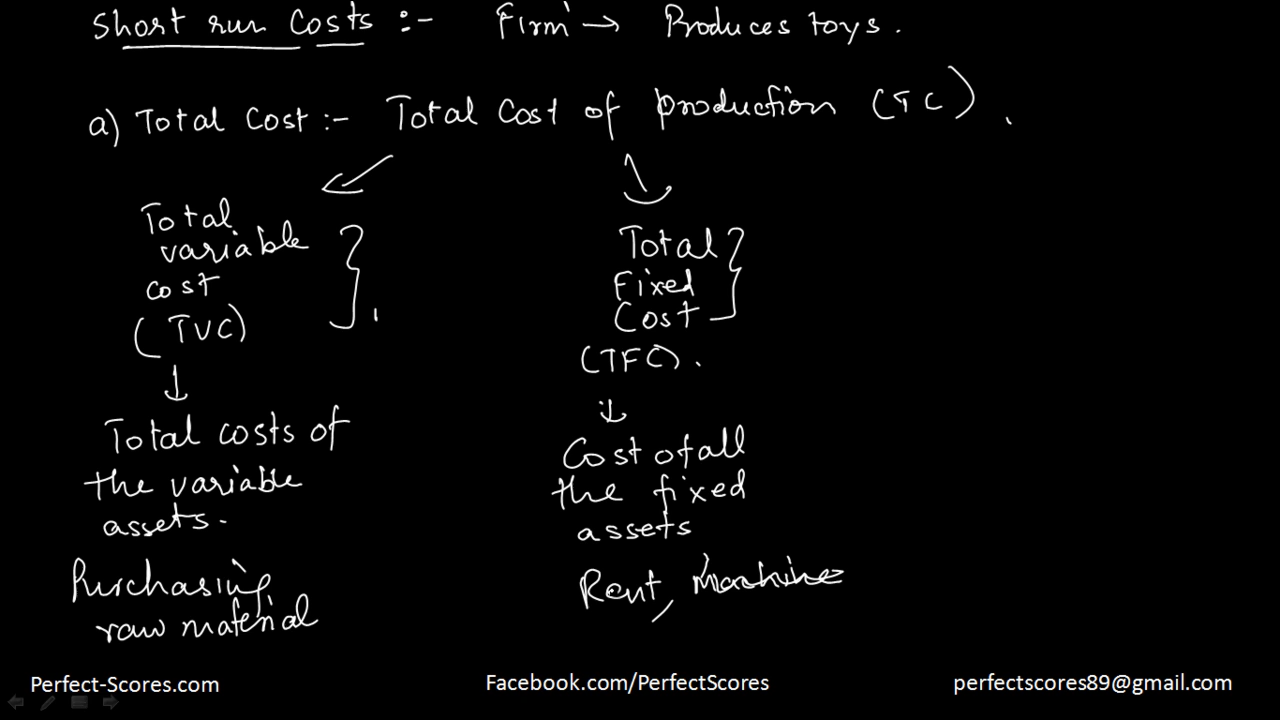 Short run Costs :- Firm → Produces toys.
a) Total Cost :- Total Cost of production (TC).
Total
variable
cost
(TVC)
↓
Total costs of
the variable
assets.
Purchasing
raw material
Total
Fixed
Cost
(TFC).
↓
Cost of all
the fixed
assets
Rent, Machine
Perfect-Scores.com
Facebook.com/PerfectScores
perfectscores89@gmail.com